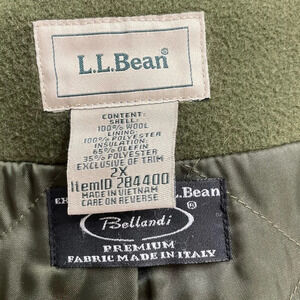 L.L.Bean®
CONTENT:
SHELL:
100% WOOL
LINING:
100% POLYESTER
INSULATION:
65% OLEFIN
35% POLYESTER
EXCLUSIVE OF TRIM
2X
ItemID 284400
MADE IN VIETNAM
CARE ON REVERSE
L.Bean
Bellandi®
PREMIUM
FABRIC MADE IN ITALY